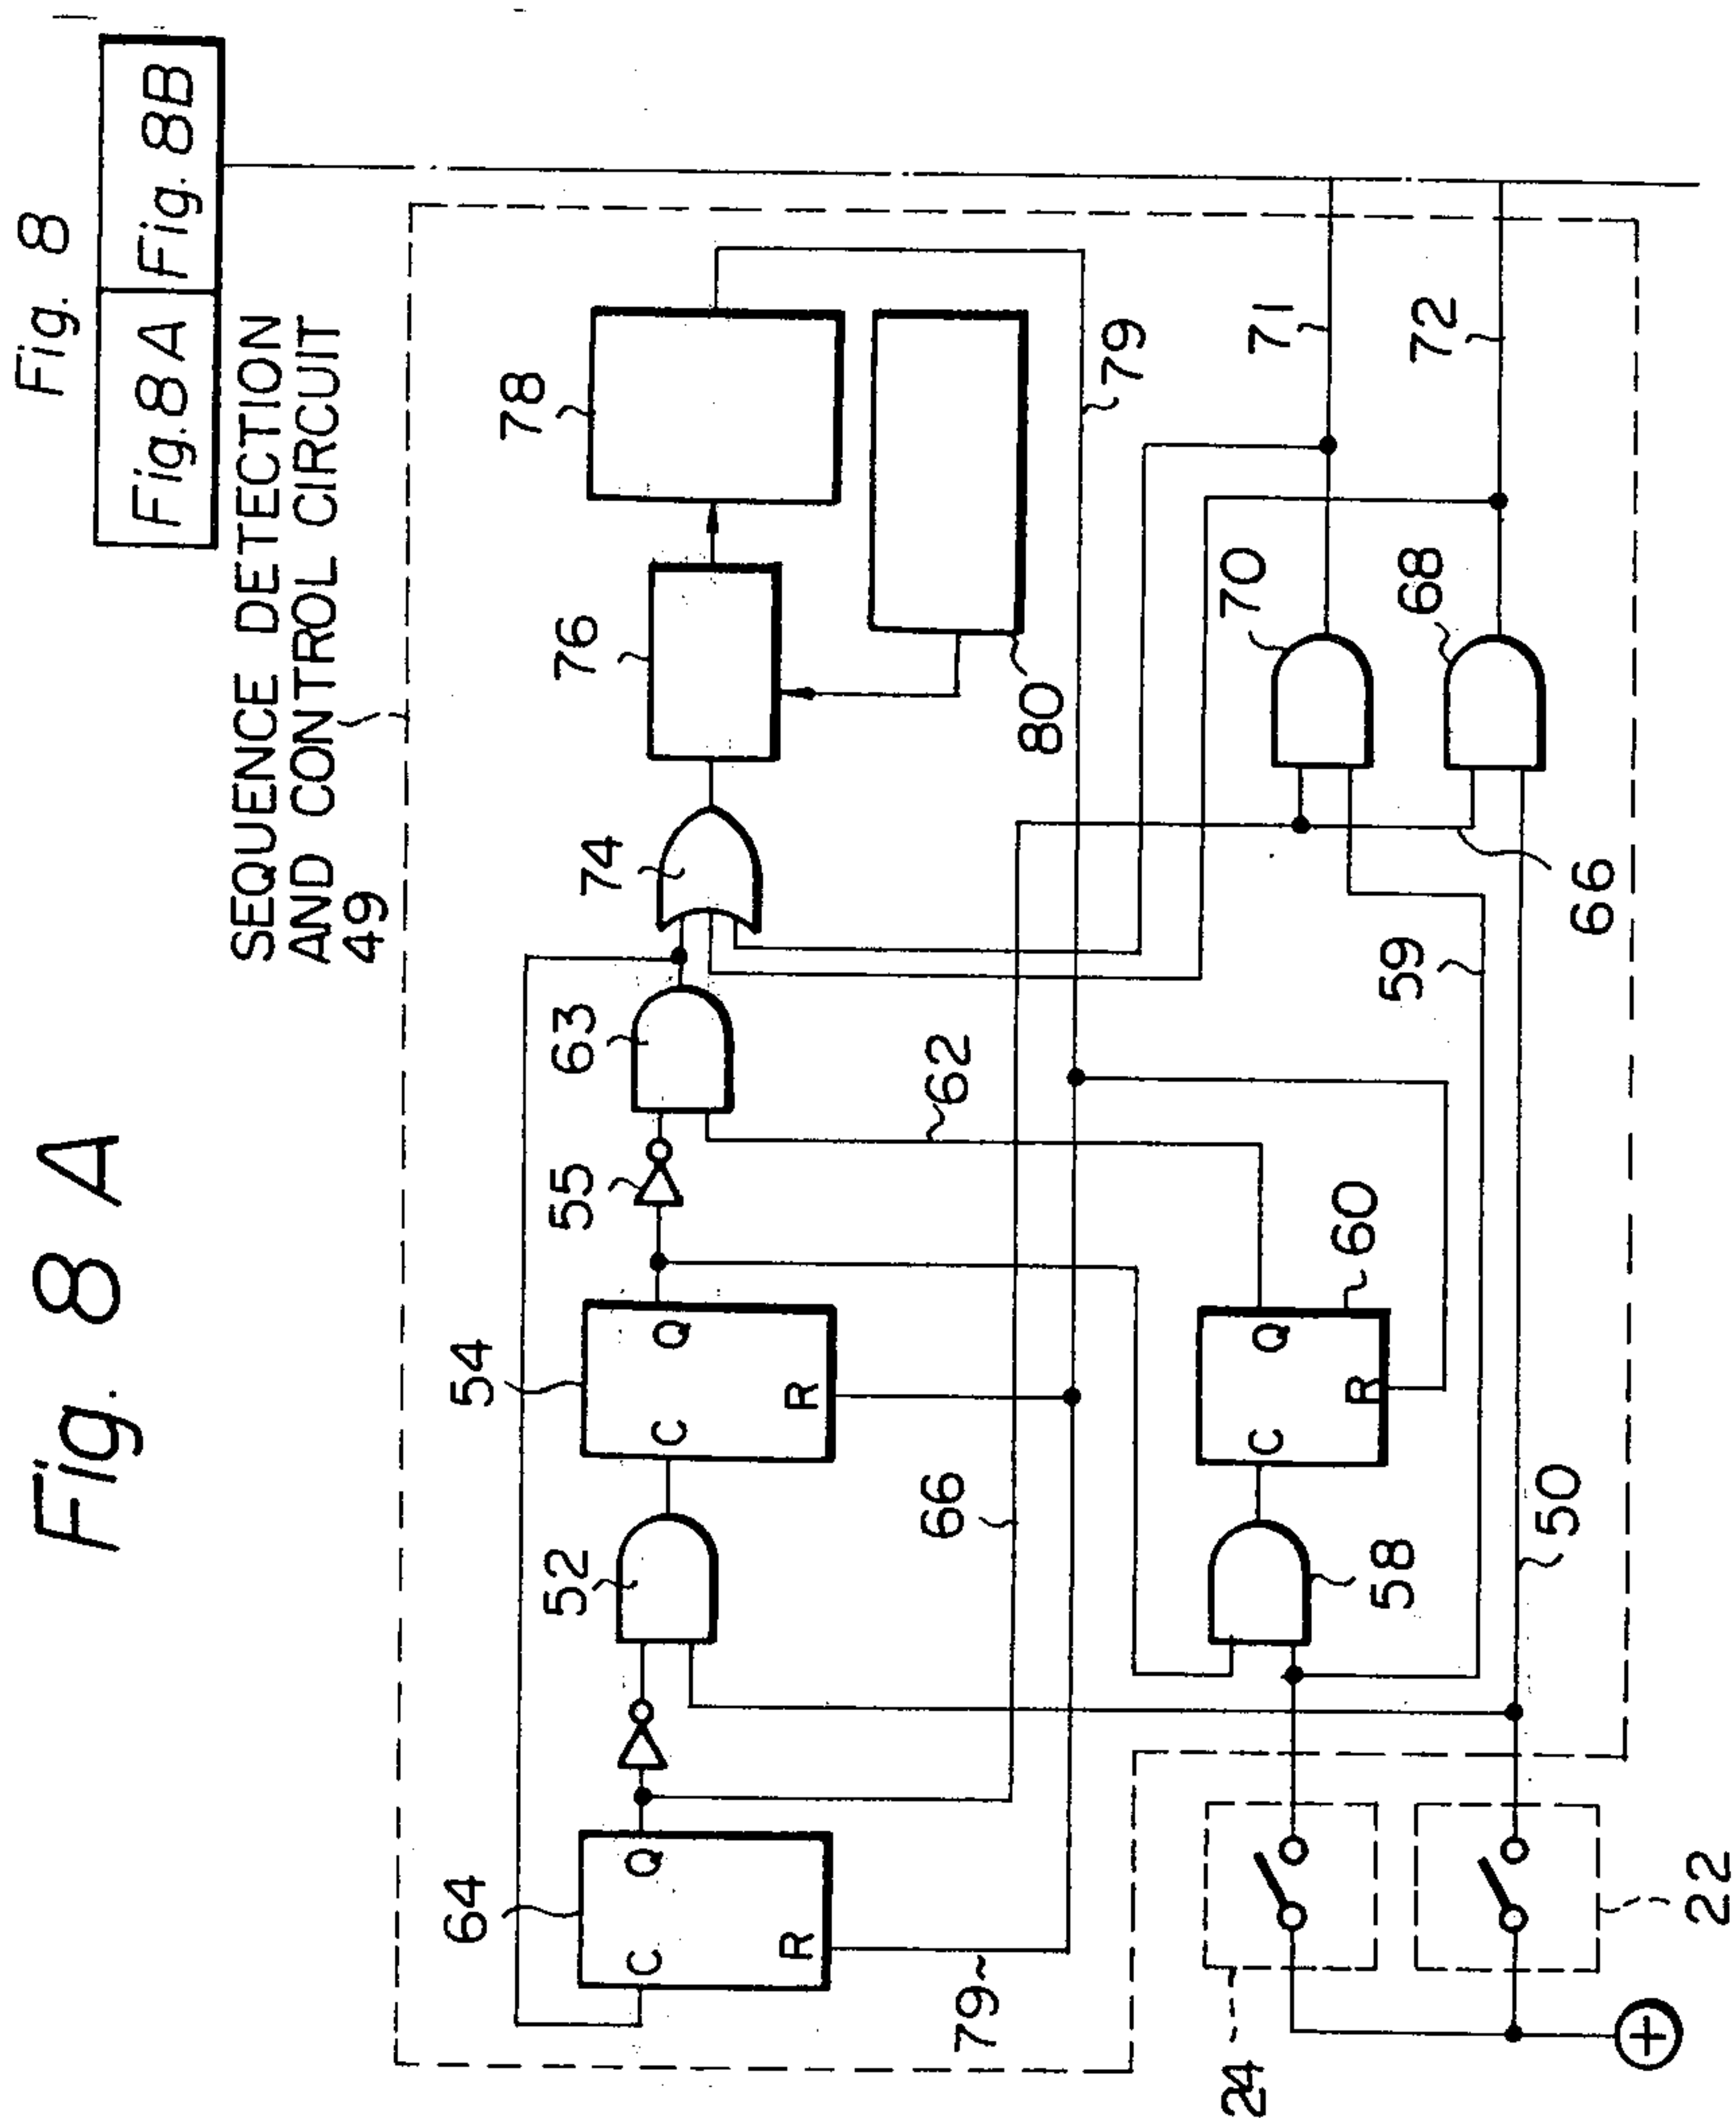 Fig. 8 A
Fig. 8
Fig. 8A Fig. 8B
SEQUENCE DETECTION
AND CONTROL CIRCUIT
49
64
C
Q
R
52
54
C
Q
R
55
63
74
76
78
80
79
66
62
79
24
22
58
C
Q
R
60
50
59
66
70
68
71
72
+